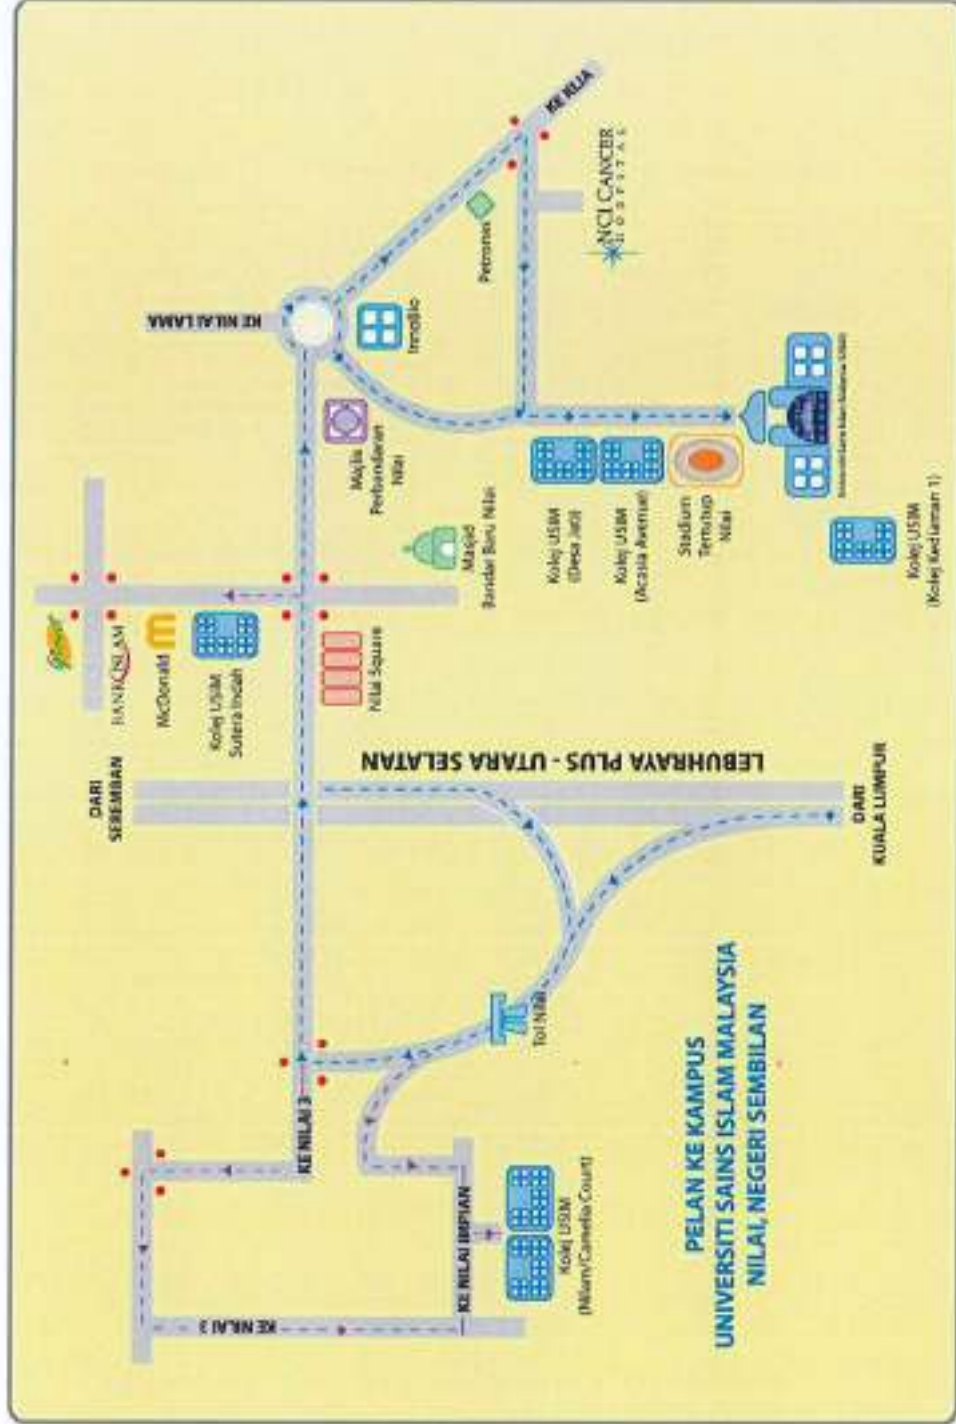 PELAN KE KAMPUS
UNIVERSITI SAINS ISLAM MALAYSIA
NILAI, NEGERI SEMBILAN
KE NILAI 3
KE NILAI 3
KE NILAI IMPIAN
Kolej USIM
(Nilam/Camelia Court)
Tol Nilai
DARI
SEREMBAN
LEBUHRAYA PLUS - UTARA SELATAN
DARI
KUALA LUMPUR
BANK ISLAM
McDonald
Kolej USIM
Sutera Indah
Nilai Square
Masjid
Bandar Baru Nilai
Majlis
Perbandaran
Nilai
KE NILAI LAMA
InnoBio
Petronas
KE KLIA
NCI CANCER
HOSPITAL
Kolej USIM
(Desa Jati)
Kolej USIM
(Acasia Avenue)
Stadium
Tertutup
Nilai
Kolej USIM
(Kolej Kediaman 1)